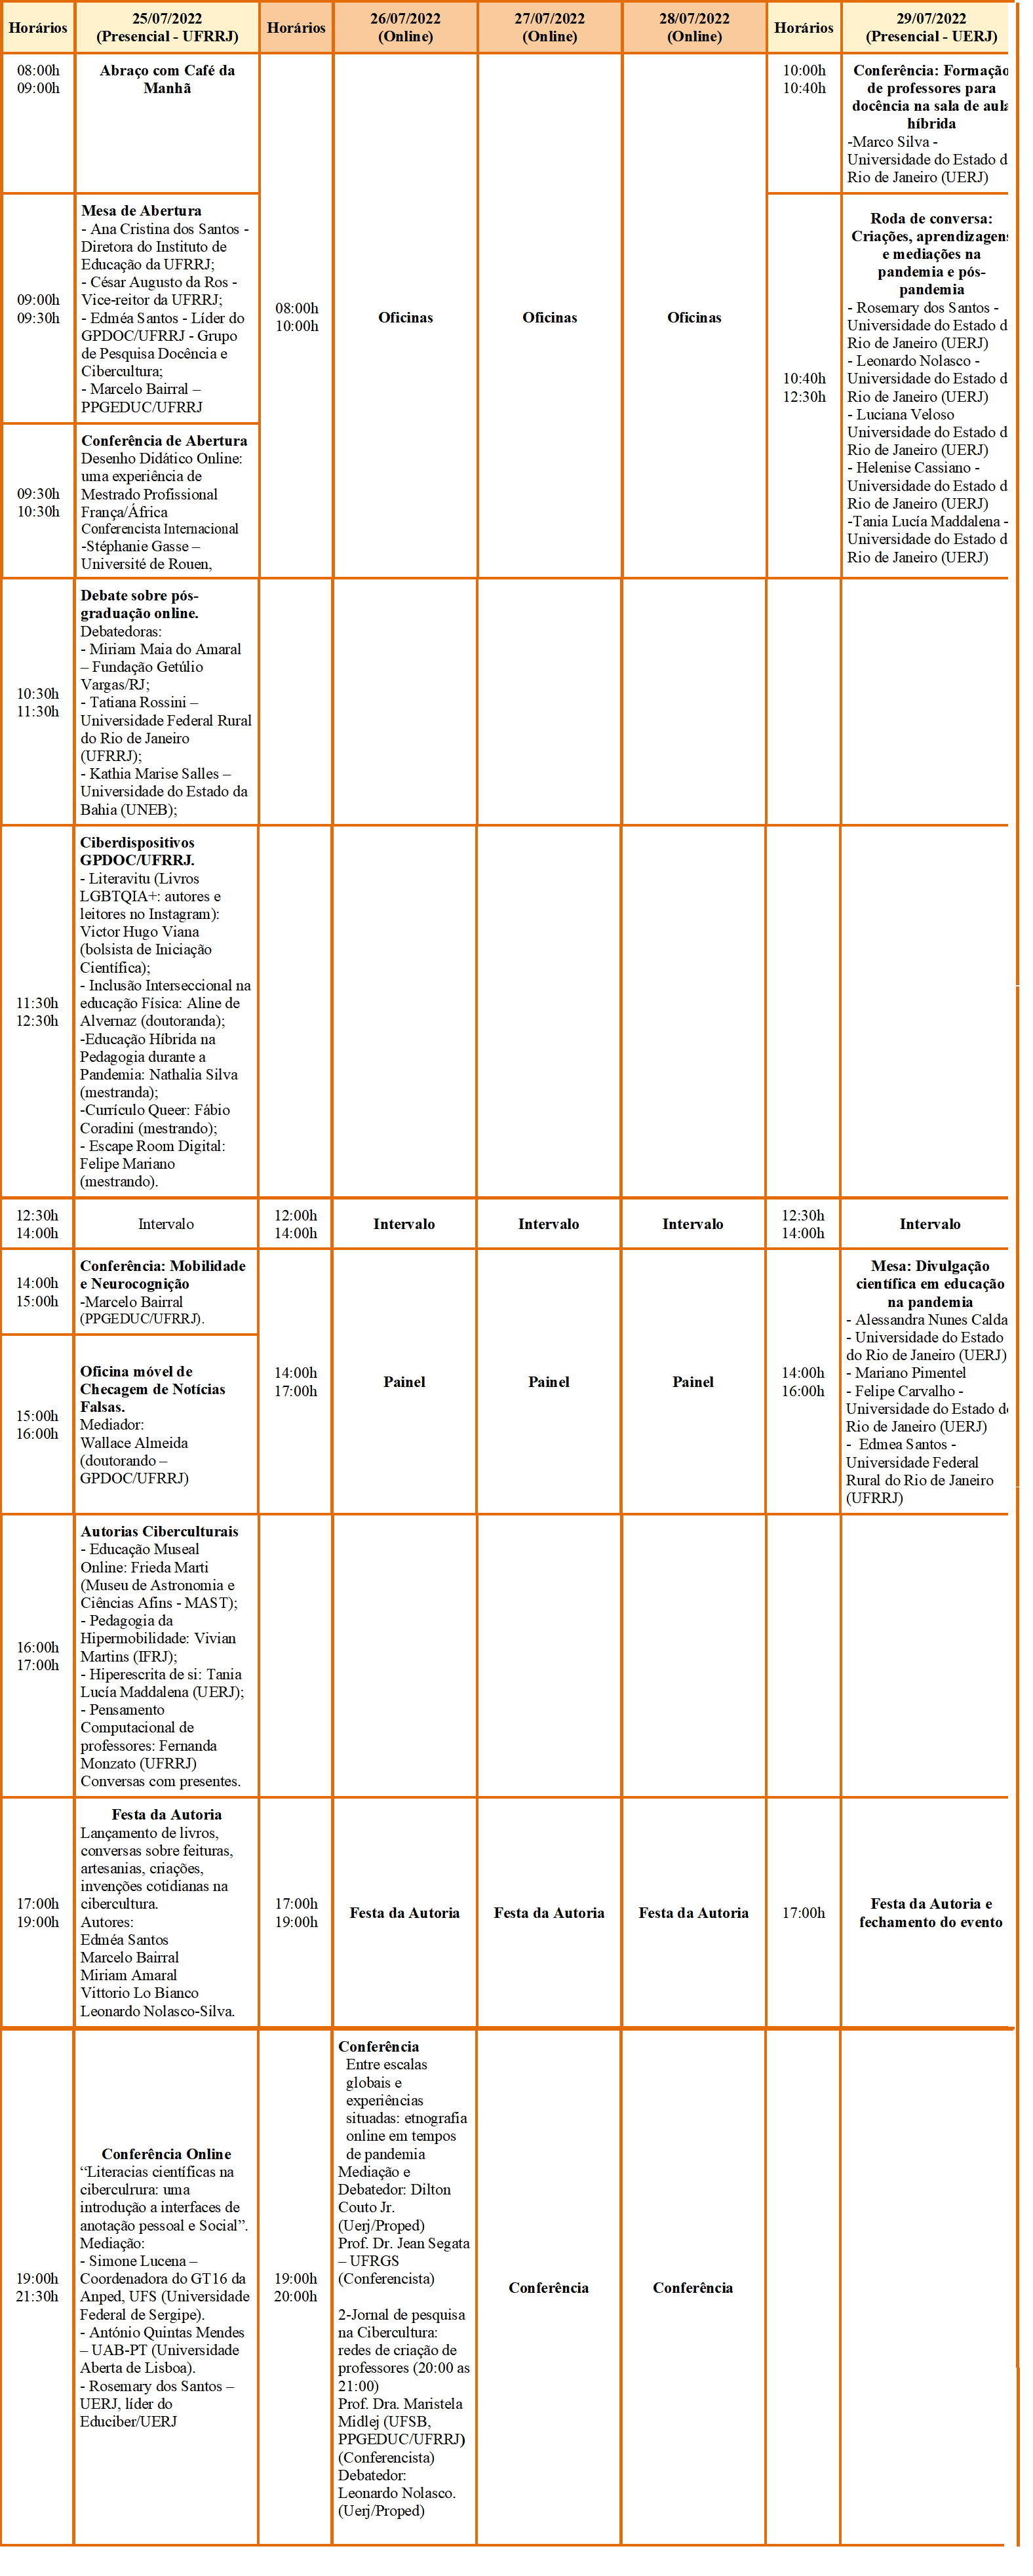 Horários
25/07/2022
(Presencial - UFRRJ)
Horários
26/07/2022
(Online)
27/07/2022
(Online)
28/07/2022
(Online)
Horários
29/07/2022
(Presencial - UERJ)
08:00h
09:00h
Abraço com Café da
Manhã
09:00h
09:30h
Mesa de Abertura
- Ana Cristina dos Santos -
Diretora do Instituto de
Educação da UFRRJ;
- César Augusto da Ros -
Vice-reitor da UFRRJ;
- Edméa Santos - Líder do
GPDOC/UFRRJ - Grupo
de Pesquisa Docência e
Cibercultura;
- Marcelo Bairral –
PPGEDUC/UFRRJ
09:30h
10:30h
Conferência de Abertura
Desenho Didático Online:
uma experiência de
Mestrado Profissional
França/África
Conferencista Internacional
-Stéphanie Gasse –
Université de Rouen,
08:00h
10:00h
Oficinas
Oficinas
Oficinas
10:00h
10:40h
Conferência: Formação
de professores para
docência na sala de aula
híbrida
-Marco Silva -
Universidade do Estado d
Rio de Janeiro (UERJ)
10:40h
12:30h
Roda de conversa:
Criações, aprendizagens
e mediações na
pandemia e pós-
pandemia
- Rosemary dos Santos -
Universidade do Estado d
Rio de Janeiro (UERJ)
- Leonardo Nolasco -
Universidade do Estado d
Rio de Janeiro (UERJ)
- Luciana Veloso
Universidade do Estado d
Rio de Janeiro (UERJ)
- Helenise Cassiano -
Universidade do Estado d
Rio de Janeiro (UERJ)
-Tania Lucía Maddalena -
Universidade do Estado d
Rio de Janeiro (UERJ)
10:30h
11:30h
Debate sobre pós-
graduação online.
Debatedoras:
- Miriam Maia do Amaral
– Fundação Getúlio
Vargas/RJ;
- Tatiana Rossini –
Universidade Federal Rural
do Rio de Janeiro
(UFRRJ);
- Kathia Marise Salles –
Universidade do Estado da
Bahia (UNEB);
11:30h
12:30h
Ciberdispositivos
GPDOC/UFRRJ.
- Literavitu (Livros
LGBTQIA+: autores e
leitores no Instagram):
Victor Hugo Viana
(bolsista de Iniciação
Científica);
- Inclusão Interseccional na
educação Física: Aline de
Alvernaz (doutoranda);
-Educação Híbrida na
Pedagogia durante a
Pandemia: Nathalia Silva
(mestranda);
-Currículo Queer: Fábio
Coradini (mestrando);
- Escape Room Digital:
Felipe Mariano
(mestrando).
12:30h
14:00h
Intervalo
12:00h
14:00h
Intervalo
Intervalo
Intervalo
12:30h
14:00h
Intervalo
14:00h
15:00h
Conferência: Mobilidade
e Neurocognição
-Marcelo Bairral
(PPGEDUC/UFRRJ).
15:00h
16:00h
Oficina móvel de
Checagem de Notícias
Falsas.
Mediador:
Wallace Almeida
(doutorando –
GPDOC/UFRRJ)
14:00h
17:00h
Painel
Painel
Painel
14:00h
16:00h
Mesa: Divulgação
científica em educação
na pandemia
- Alessandra Nunes Calda
- Universidade do Estado
do Rio de Janeiro (UERJ)
- Mariano Pimentel
- Felipe Carvalho -
Universidade do Estado de
Rio de Janeiro (UERJ)
- Edmea Santos -
Universidade Federal
Rural do Rio de Janeiro
(UFRRJ)
16:00h
17:00h
Autorias Ciberculturais
- Educação Museal
Online: Frieda Marti
(Museu de Astronomia e
Ciências Afins - MAST);
- Pedagogia da
Hipermobilidade: Vivian
Martins (IFRJ);
- Hiperescrita de si: Tania
Lucía Maddalena (UERJ);
- Pensamento
Computacional de
professores: Fernanda
Monzato (UFRRJ)
Conversas com presentes.
17:00h
19:00h
Festa da Autoria
Lançamento de livros,
conversas sobre feituras,
artesanias, criações,
invenções cotidianas na
cibercultura.
Autores:
Edméa Santos
Marcelo Bairral
Miriam Amaral
Vittorio Lo Bianco
Leonardo Nolasco-Silva.
17:00h
19:00h
Festa da Autoria
Festa da Autoria
Festa da Autoria
17:00h
Festa da Autoria e
fechamento do evento
19:00h
21:30h
Conferência Online
“Literacias científicas na
cibercultrura: uma
introdução a interfaces de
anotação pessoal e Social”.
Mediação:
- Simone Lucena –
Coordenadora do GT16 da
Anped, UFS (Universidade
Federal de Sergipe).
- António Quintas Mendes
– UAB-PT (Universidade
Aberta de Lisboa).
- Rosemary dos Santos –
UERJ, líder do
Educiber/UERJ
19:00h
20:00h
Conferência
Entre escalas
globais e
experiências
situadas: etnografia
online em tempos
de pandemia
Mediação e
Debatedor: Dilton
Couto Jr.
(Uerj/Proped)
Prof. Dr. Jean Segata
– UFRGS
(Conferencista)
2-Jornal de pesquisa
na Cibercultura:
redes de criação de
professores (20:00 as
21:00)
Prof. Dra. Maristela
Midlej (UFSB,
PPGEDUC/UFRRJ)
(Conferencista)
Debatedor:
Leonardo Nolasco.
(Uerj/Proped)
Conferência
Conferência